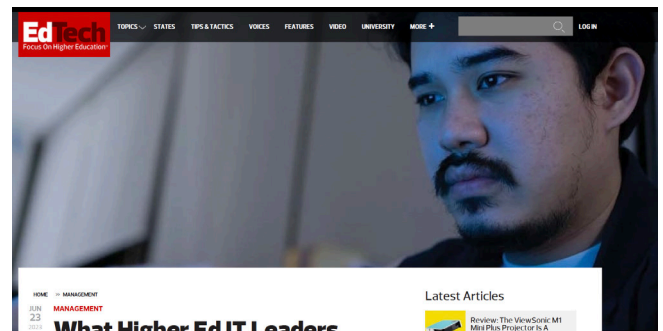 EdTech
Focus On Higher Education
TOPICS STATES TIPS & TACTICS VOICES FEATURES VIDEO UNIVERSITY MORE + LOG IN
HOME >> MANAGEMENT
JUN
23
MANAGEMENT
What Higher Ed IT Leaders
Latest Articles
Review: The ViewSonic M1
Mini Plus Projector Is A